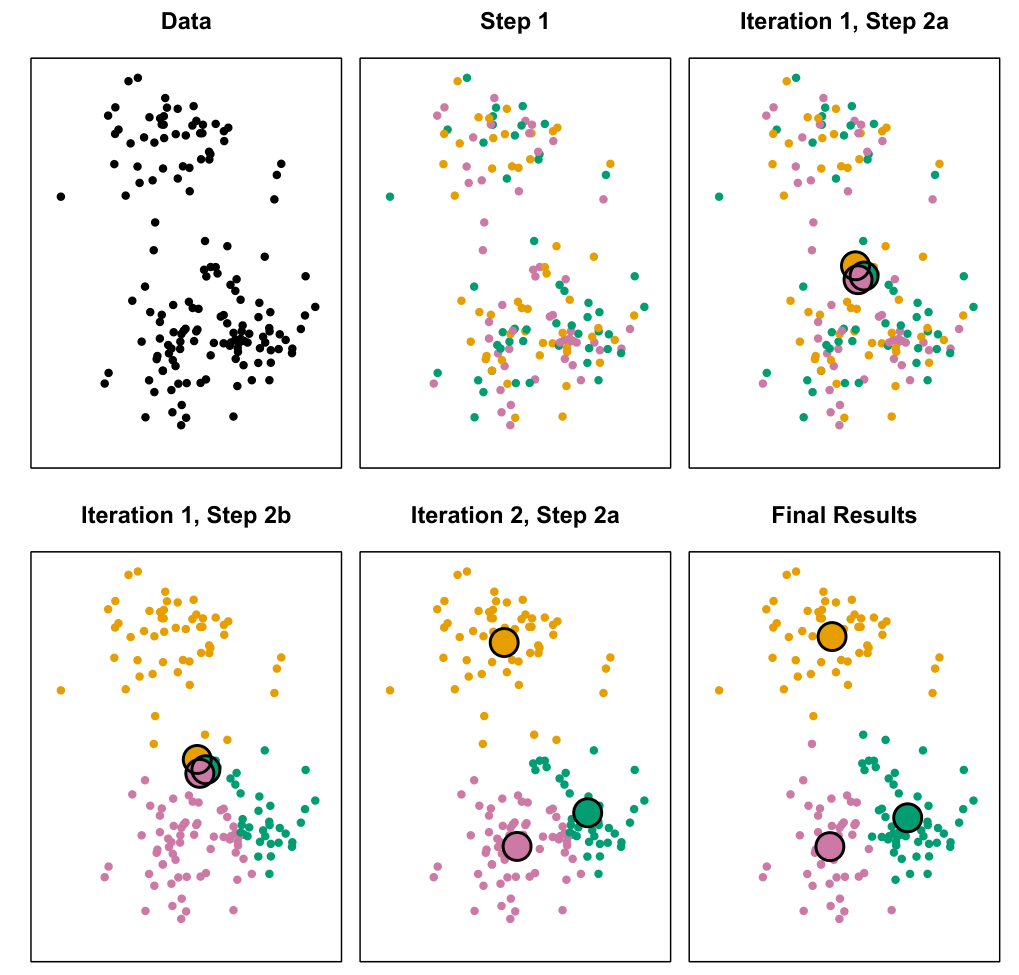 Data
Step 1
Iteration 1, Step 2a
Iteration 1, Step 2b
Iteration 2, Step 2a
Final Results